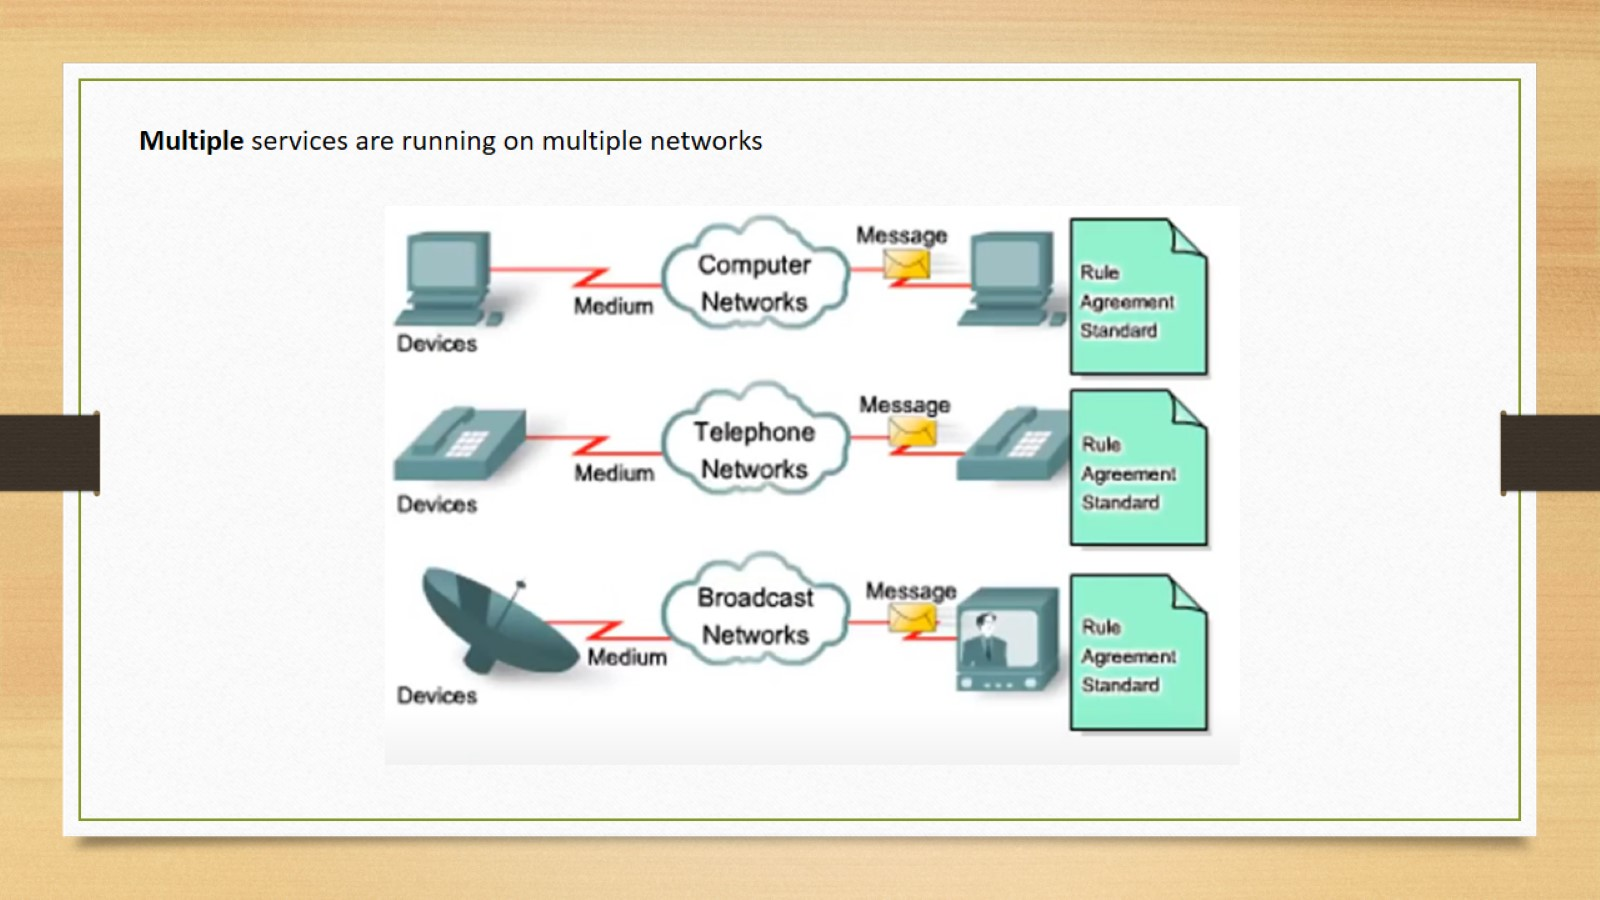 Multiple services are running on multiple networks
Message
Computer
Networks
Medium
Devices
Rule
Agreement
Standard
Message
Telephone
Networks
Medium
Devices
Rule
Agreement
Standard
Message
Broadcast
Networks
Medium
Devices
Rule
Agreement
Standard